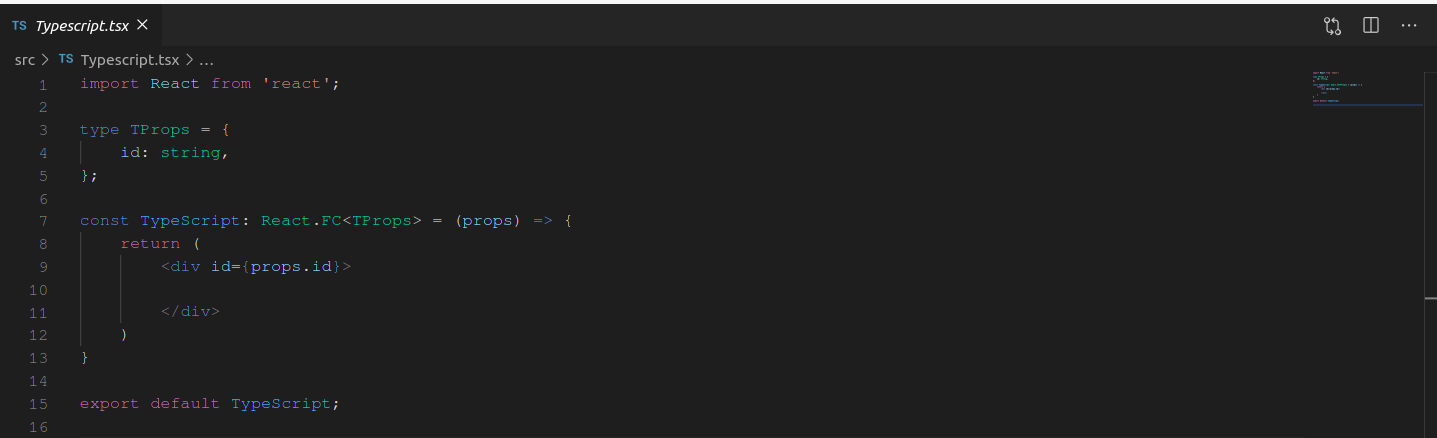 TS Typescript.tsx ×
src > TS Typescript.tsx > ...
1 import React from 'react';
2
3 type TProps = {
4     id: string,
5 };
6
7 const TypeScript: React.FC<TProps> = (props) => {
8     return (
9         <div id={props.id}>
10
11         </div>
12     )
13 }
14
15 export default TypeScript;
16